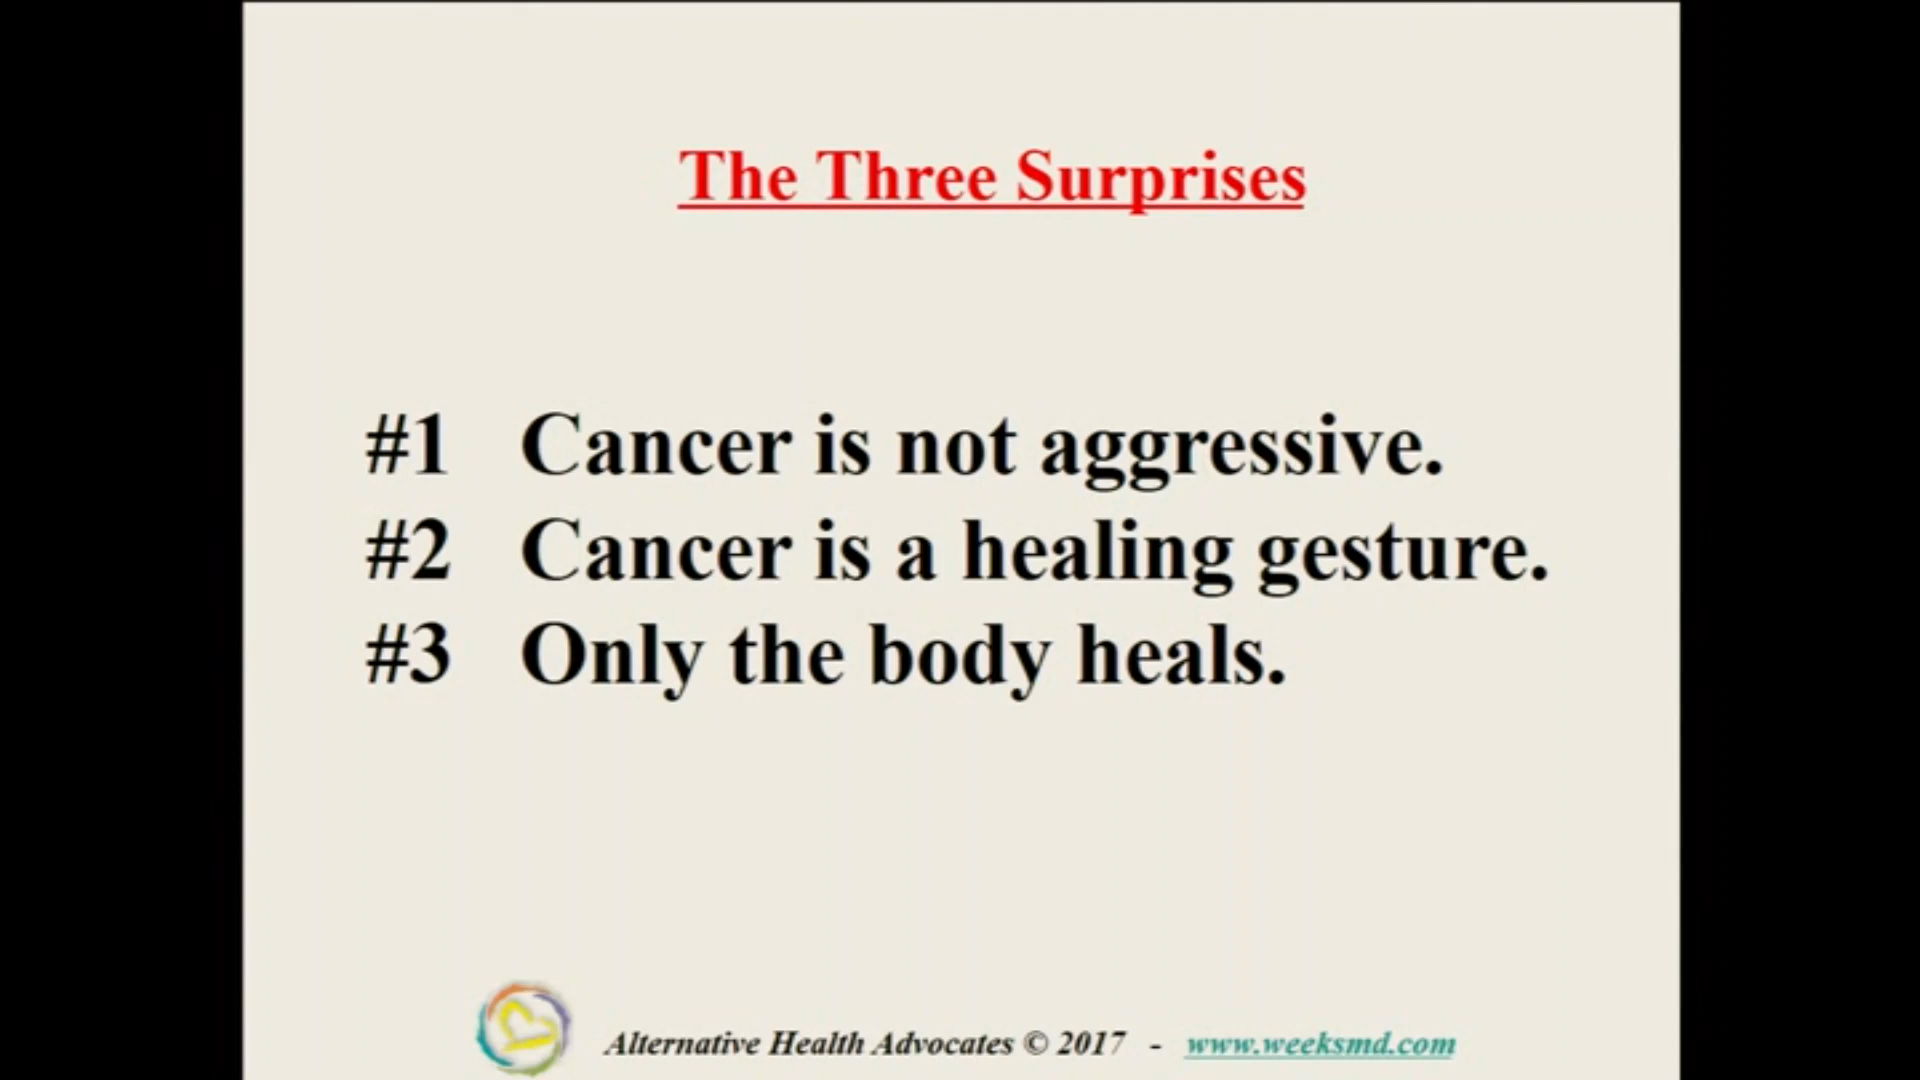 The Three Surprises
#1 Cancer is not aggressive.
#2 Cancer is a healing gesture.
#3 Only the body heals.
Alternative Health Advocates © 2017 - www.weeksmd.com